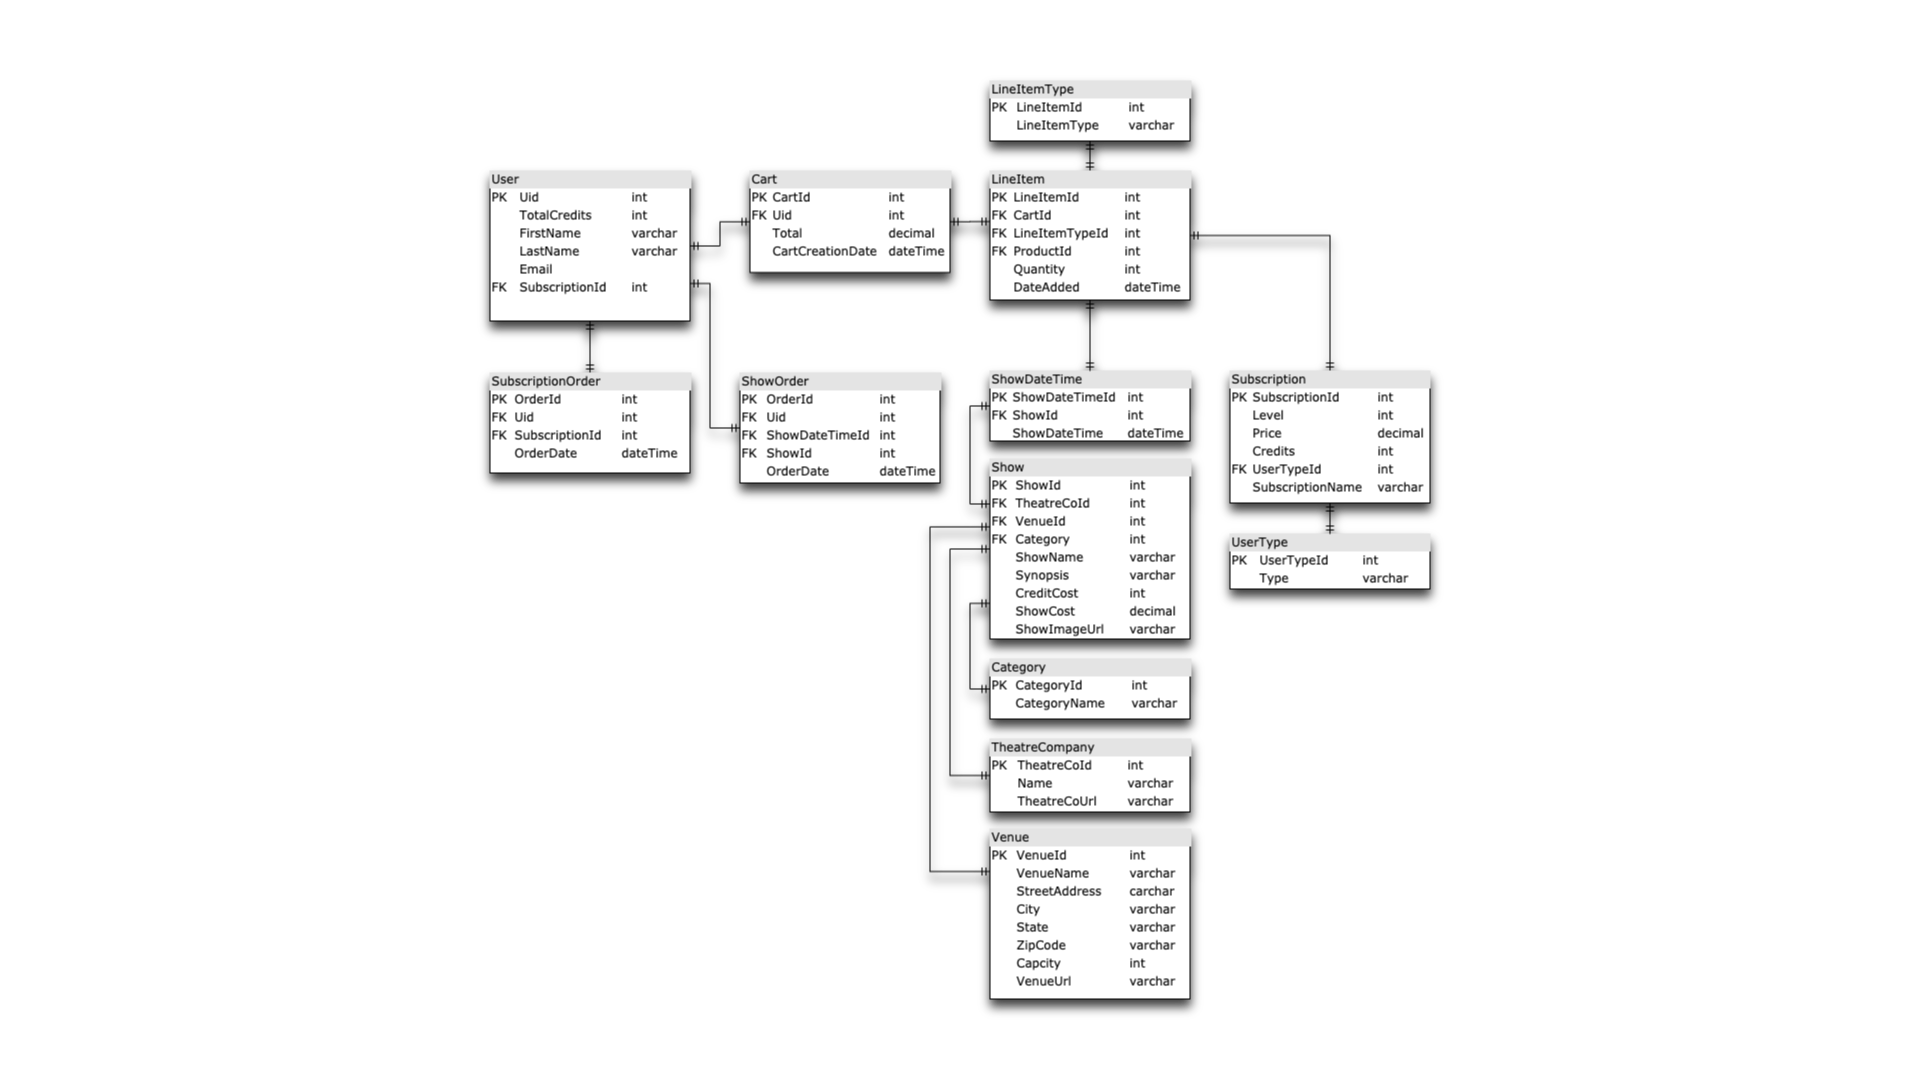 LineItemType
PK LineItemId int
LineItemType varchar
User
PK Uid int
TotalCredits int
FirstName varchar
LastName varchar
Email
FK SubscriptionId int
Cart
PK CartId int
FK Uid int
Total decimal
CartCreationDate dateTime
LineItem
PK LineItemId int
FK CartId int
FK LineItemTypeId int
FK ProductId int
Quantity int
DateAdded dateTime
SubscriptionOrder
PK OrderId int
FK Uid int
FK SubscriptionId int
OrderDate dateTime
ShowOrder
PK OrderId int
FK Uid int
FK ShowDateTimeId int
FK ShowId int
OrderDate dateTime
ShowDateTime
PK ShowDateTimeId int
FK ShowId int
ShowDateTime dateTime
Subscription
PK SubscriptionId int
Level int
Price decimal
Credits int
FK UserTypeId int
SubscriptionName varchar
Show
PK ShowId int
FK TheatreCoId int
FK VenueId int
FK Category int
ShowName varchar
Synopsis varchar
CreditCost int
ShowCost decimal
ShowImageUrl varchar
UserType
PK UserTypeId int
Type varchar
Category
PK CategoryId int
CategoryName varchar
TheatreCompany
PK TheatreCoId int
Name varchar
TheatreCoUrl varchar
Venue
PK VenueId int
VenueName varchar
StreetAddress carchar
City varchar
State varchar
ZipCode varchar
Capcity int
VenueUrl varchar